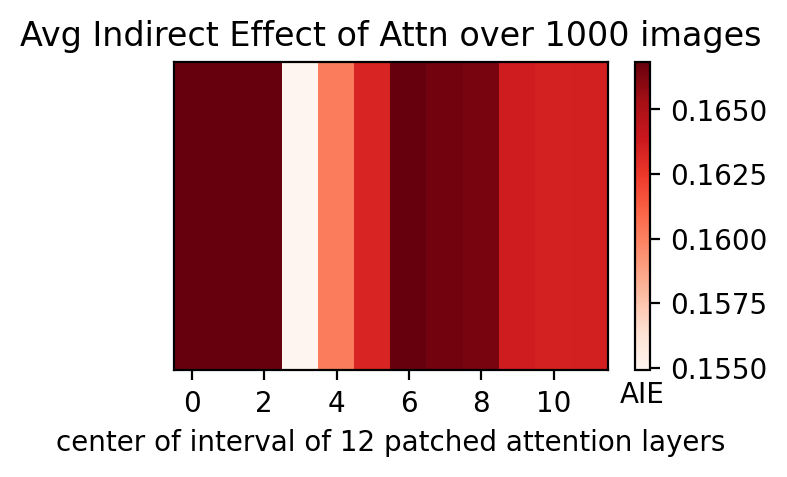 Avg Indirect Effect of Attn over 1000 images
0.1650
0.1625
0.1600
0.1575
0.1550
AIE
0 2 4 6 8 10
center of interval of 12 patched attention layers